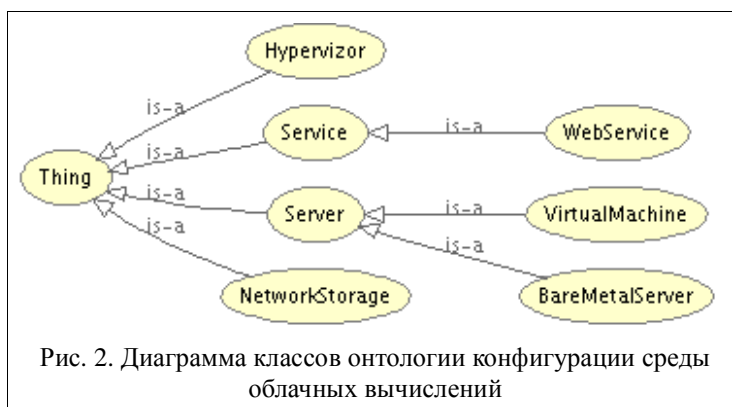 Hypervizor
is-a
Service
is-a
WebService
is-a
Thing
is-a
Server
is-a
VirtualMachine
is-a
is-a
NetworkStorage
BareMetalServer
Рис. 2. Диаграмма классов онтологии конфигурации среды
облачных вычислений